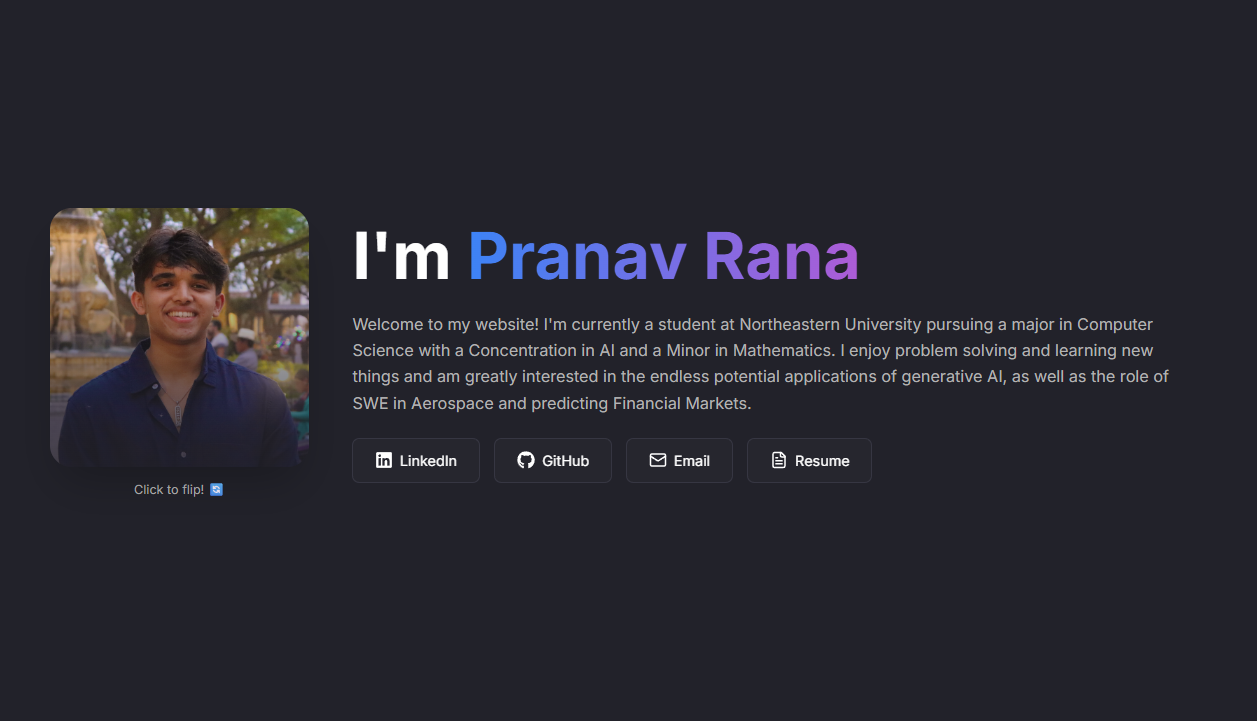 I'm Pranav Rana
Welcome to my website! I'm currently a student at Northeastern University pursuing a major in Computer
Science with a Concentration in AI and a Minor in Mathematics. I enjoy problem solving and learning new
things and am greatly interested in the endless potential applications of generative AI, as well as the role of
SWE in Aerospace and predicting Financial Markets.
LinkedIn GitHub Email Resume
Click to flip!